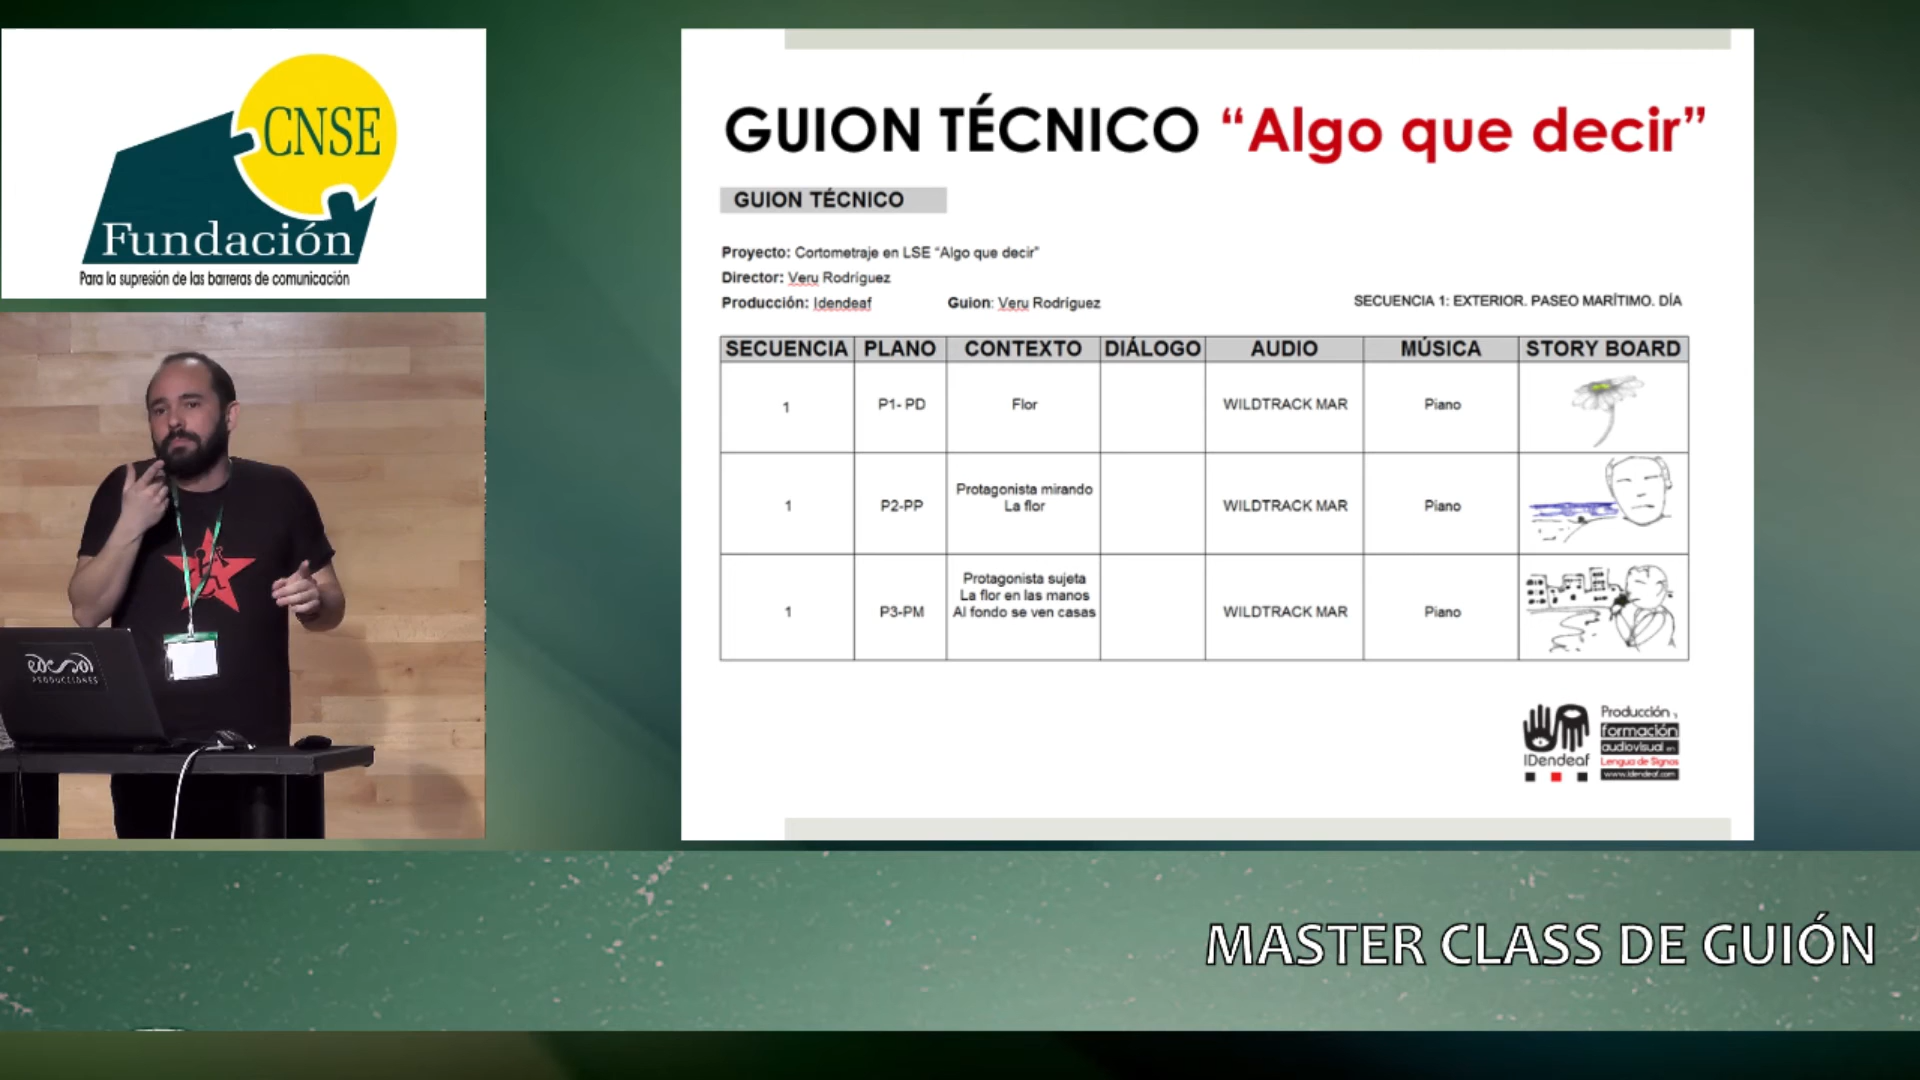 CNSE
Fundación
Para la supresión de las barreras de comunicación
PRODUCCIONES
GUION TÉCNICO “Algo que decir”
GUION TÉCNICO
Proyecto: Cortometraje en LSE “Algo que decir”
Director: Veru Rodríguez
Producción: Idendeaf Guion: Veru Rodríguez SECUENCIA 1: EXTERIOR. PASEO MARÍTIMO. DÍA
SECUENCIA PLANO CONTEXTO DIÁLOGO AUDIO MÚSICA STORY BOARD
1 P1- PD Flor WILDTRACK MAR Piano
1 P2-PP Protagonista mirando
La flor WILDTRACK MAR Piano
1 P3-PM Protagonista sujeta
La flor en las manos
Al fondo se ven casas WILDTRACK MAR Piano
IDendeaf
Producción y
formación
audiovisual en
Lengua de Signos
www.idendeaf.com
MASTER CLASS DE GUIÓN